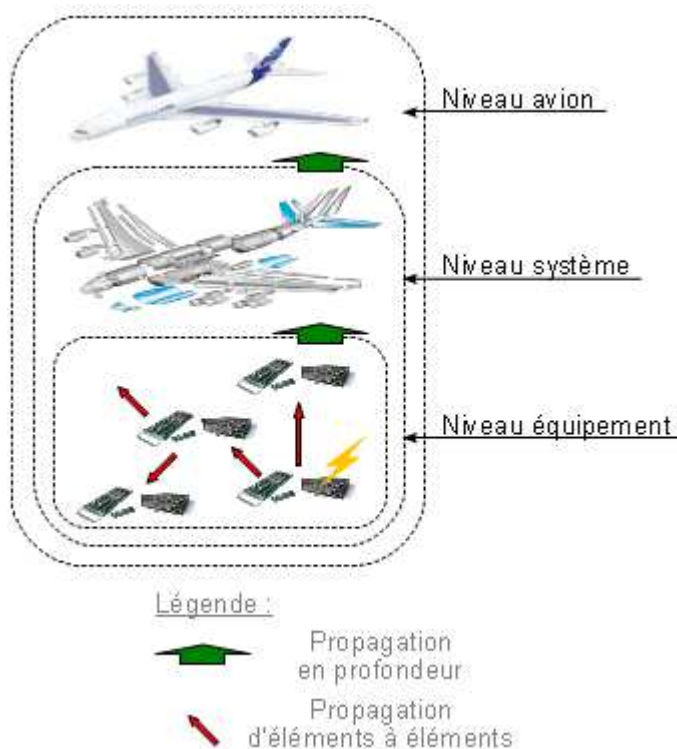 Niveau avion
Niveau système
Niveau équipement
Légende :
Propagation
en profondeur
Propagation
d'éléments à éléments